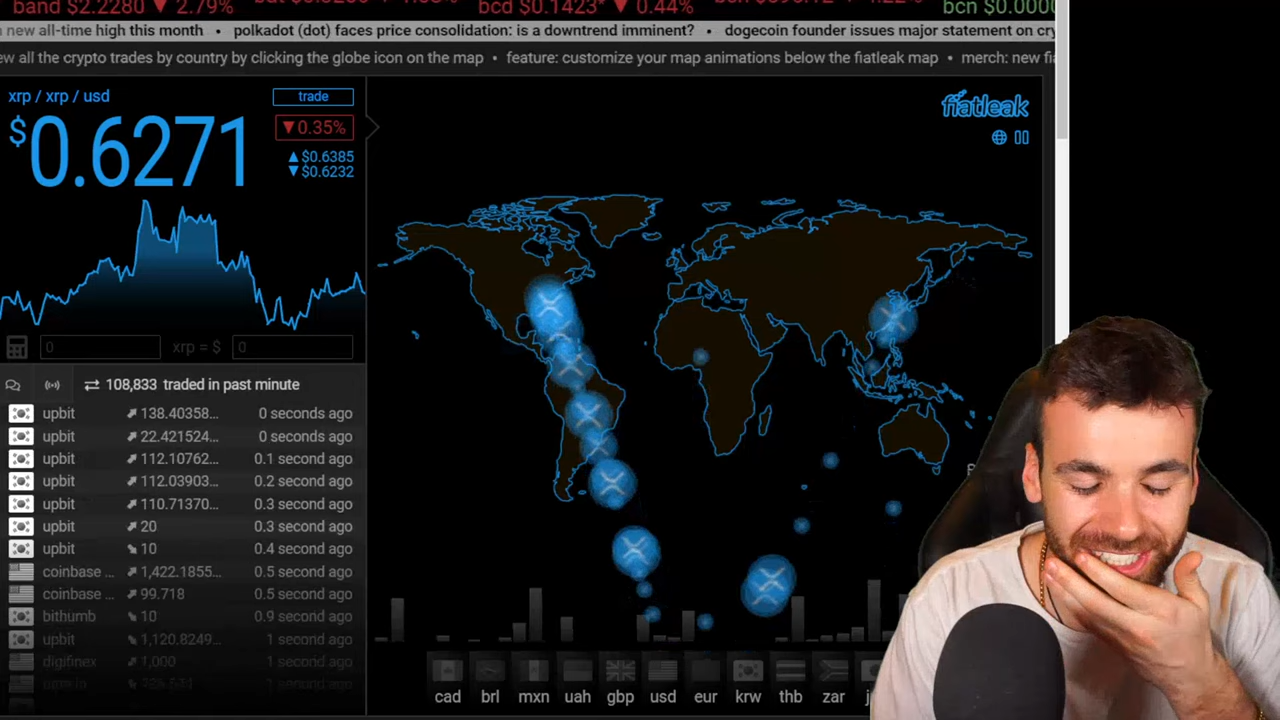 band $2.2280 ▼ 2.79%
bcd $0.1423* ▼ 0.44%
bcn $0.0000
new all-time high this month • polkadot (dot) faces price consolidation: is a downtrend imminent? • dogecoin founder issues major statement on cry
ew all the crypto trades by country by clicking the globe icon on the map • feature: customize your map animations below the fiatleak map • merch: new fia
xrp / xrp / usd
trade
$0.6271
▼0.35%
▲$0.6385
▼$0.6232
fiatleak
0
xrp = $
0
108,833 traded in past minute
upbit 138.40358... 0 seconds ago
upbit 22.421524... 0 seconds ago
upbit 112.10762... 0.1 second ago
upbit 112.03903... 0.2 second ago
upbit 110.71370... 0.3 second ago
upbit 20 0.3 second ago
upbit 10 0.4 second ago
coinbase ... 1,422.1855... 0.5 second ago
coinbase ... 99.718 0.5 second ago
bithumb 10 0.9 second ago
upbit 1,120.8249... 1 second ago
digifinex 1,000 1 second ago
1 second ago
cad brl mxn uah gbp usd eur krw thb zar